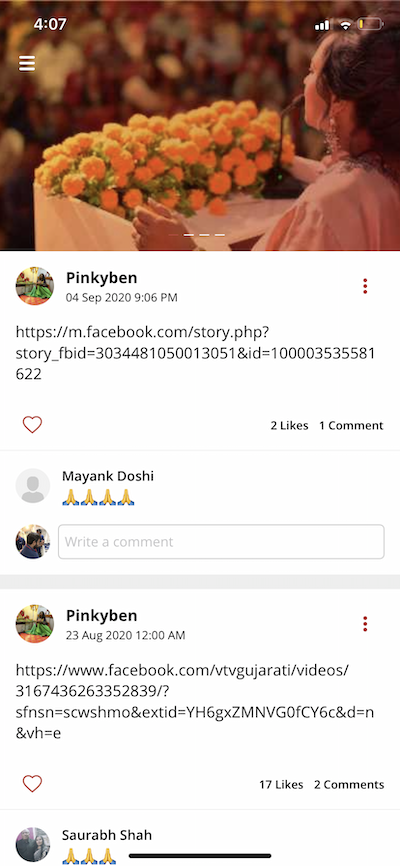 4:07
Pinkyben
04 Sep 2020 9:06 PM
https://m.facebook.com/story.php?
story_fbid=3034481050013051&id=100003535581
622
2 Likes 1 Comment
Mayank Doshi
🙏🙏🙏🙏
Write a comment
Pinkyben
23 Aug 2020 12:00 AM
https://www.facebook.com/vtvgujarati/videos/
3167436263352839/?
sfnsn=scwshmo&extid=YH6gxZMNVG0fCY6c&d=n
&vh=e
17 Likes 2 Comments
Saurabh Shah
🙏🙏🙏